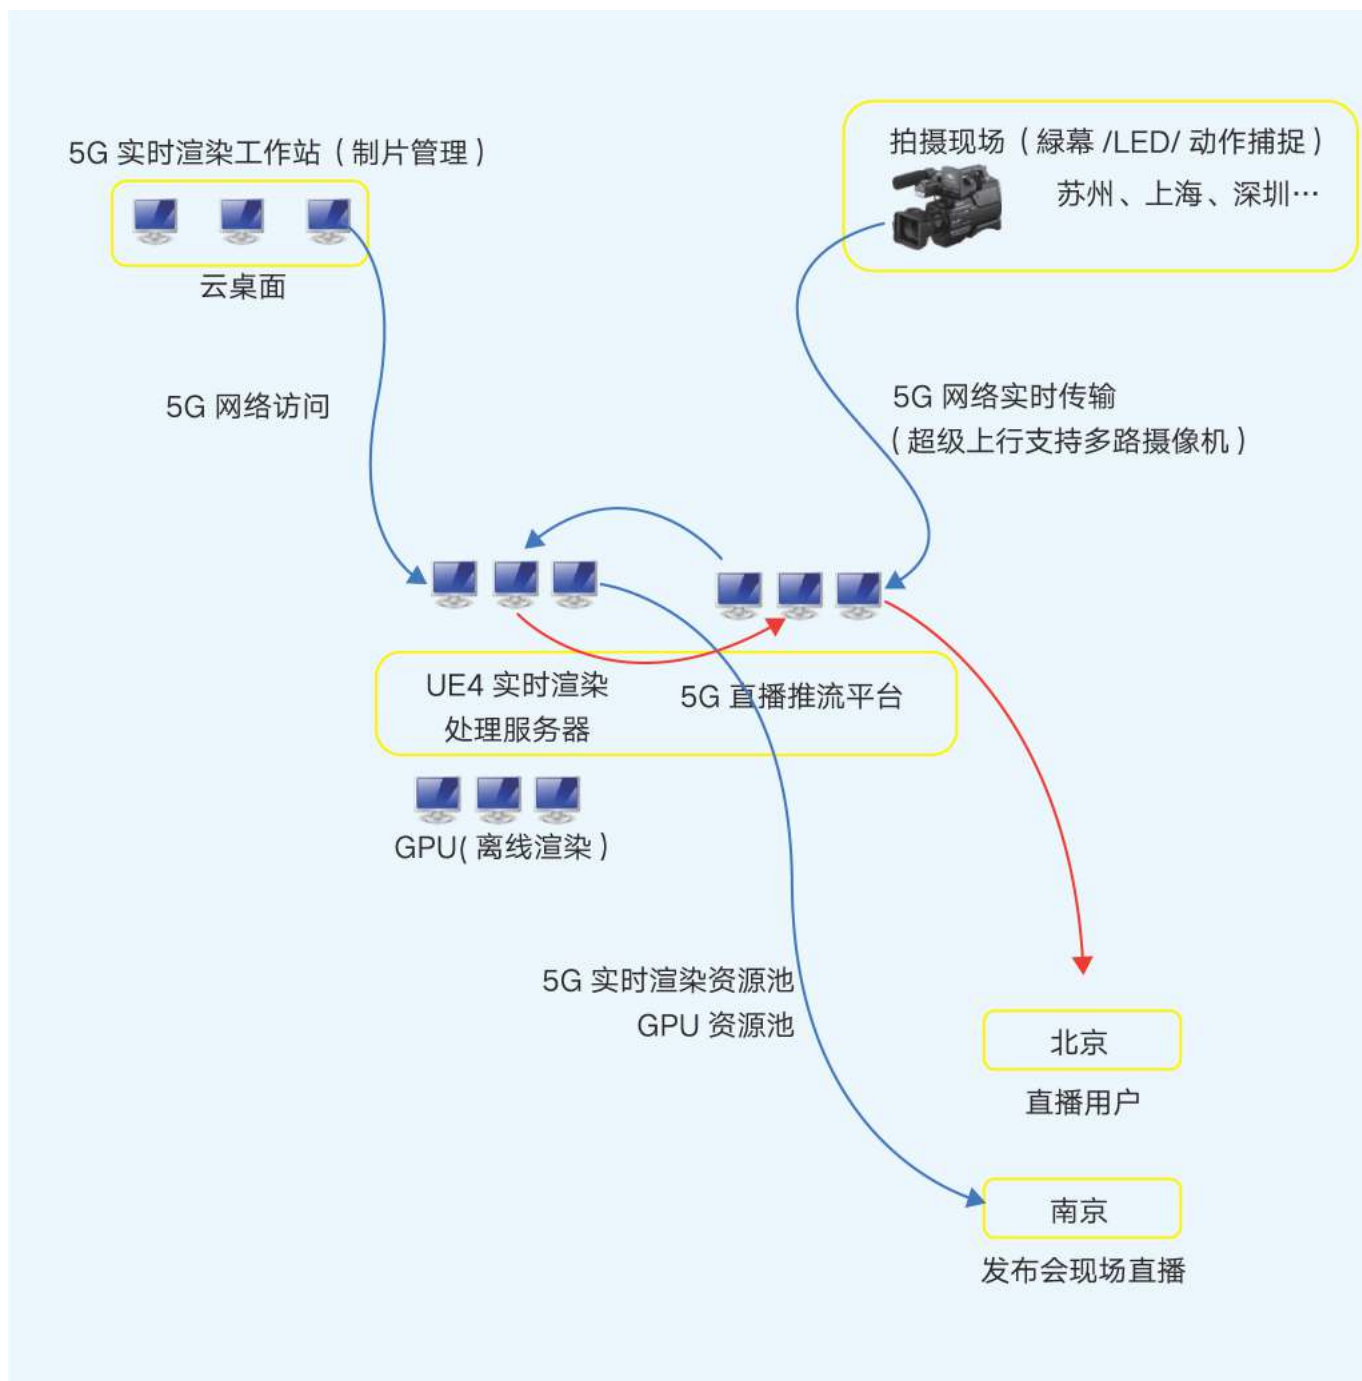 5G 实时渲染工作站（制片管理）
云桌面
拍摄现场（緑幕 /LED/ 动作捕捉）
苏州、上海、深圳…
5G 网络访问
5G 网络实时传输
（超级上行支持多路摄像机）
UE4 实时渲染
处理服务器
5G 直播推流平台
GPU( 离线渲染）
5G 实时渲染资源池
GPU 资源池
北京
直播用户
南京
发布会现场直播